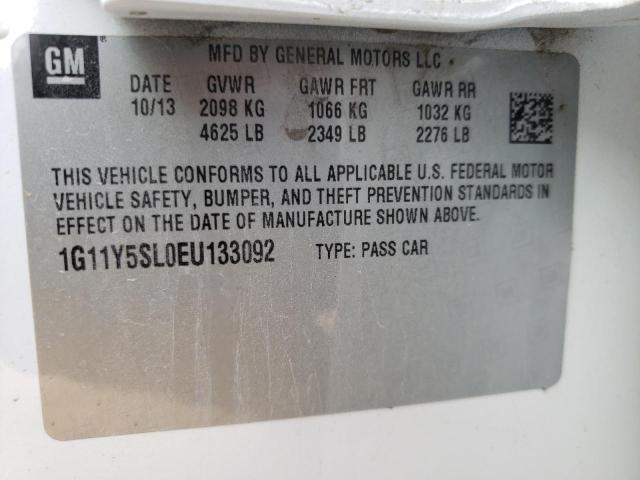 GM
MFD BY GENERAL MOTORS LLC
DATE GVWR GAWR FRT GAWR RR
10/13 2098 KG 1066 KG 1032 KG
4625 LB 2349 LB 2276 LB
THIS VEHICLE CONFORMS TO ALL APPLICABLE U.S. FEDERAL MOTOR
VEHICLE SAFETY, BUMPER, AND THEFT PREVENTION STANDARDS IN
EFFECT ON THE DATE OF MANUFACTURE SHOWN ABOVE.
1G11Y5SL0EU133092 TYPE: PASS CAR